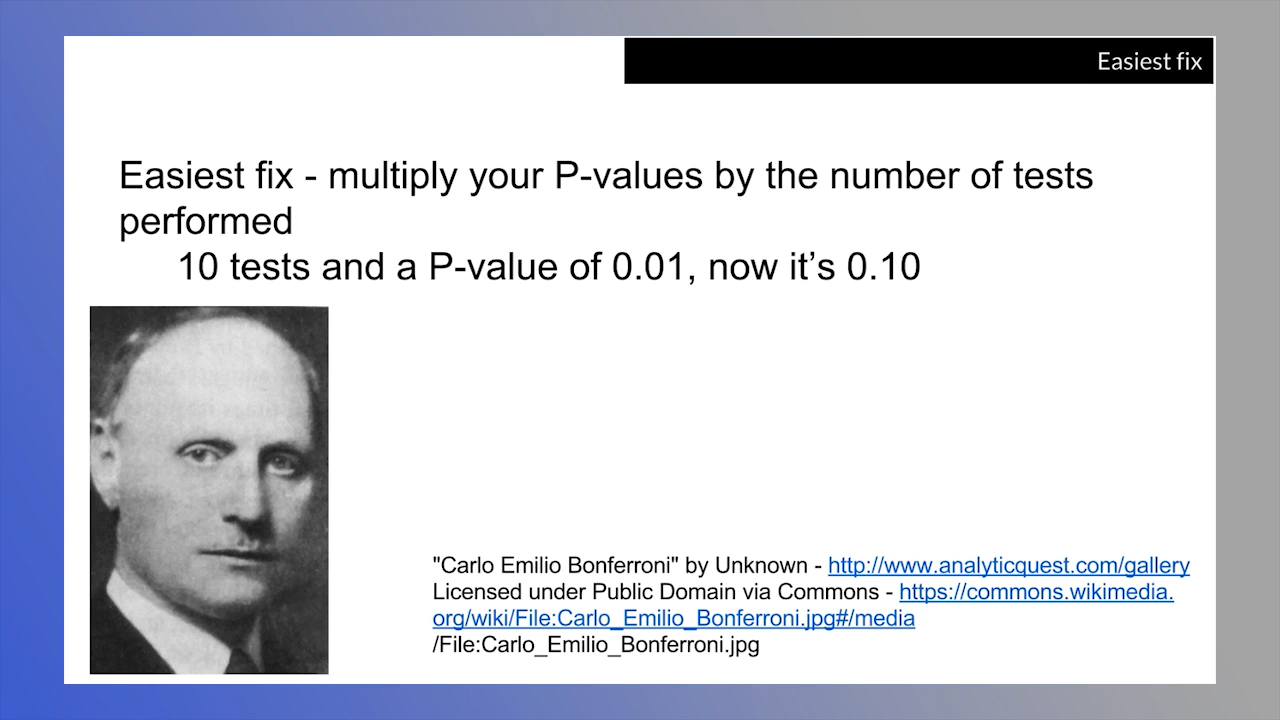 Easiest fix
Easiest fix - multiply your P-values by the number of tests
performed
10 tests and a P-value of 0.01, now it’s 0.10
"Carlo Emilio Bonferroni" by Unknown - http://www.analyticquest.com/gallery
Licensed under Public Domain via Commons - https://commons.wikimedia.
org/wiki/File:Carlo_Emilio_Bonferroni.jpg#/media
/File:Carlo_Emilio_Bonferroni.jpg